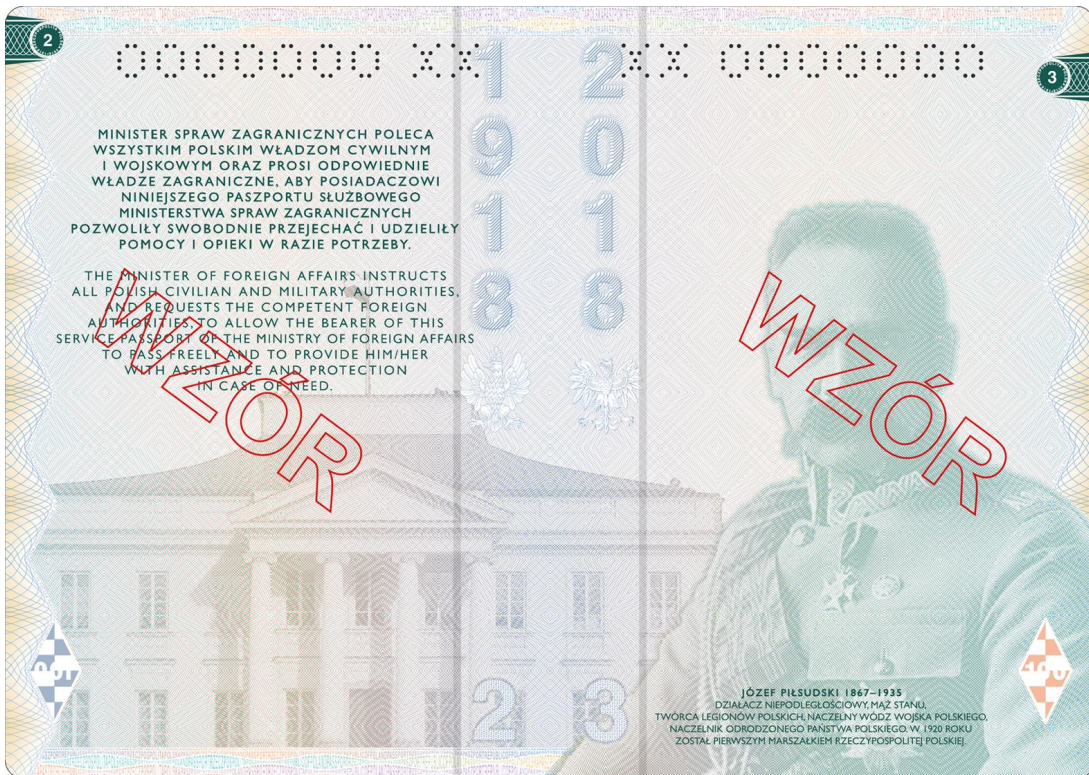 2
0000000 XX
MINISTER SPRAW ZAGRANICZNYCH POLECA
WSZYSTKIM POLSKIM WŁADZOM CYWILNYM
I WOJSKOWYM ORAZ PROSI ODPOWIEDNIE
WŁADZE ZAGRANICZNE, ABY POSIADACZOWI
NINIEJSZEGO PASZPORTU SŁUŻBOWEGO
MINISTERSTWA SPRAW ZAGRANICZNYCH
POZWOLIŁY SWOBODNIE PRZEJECHAĆ I UDZIELIŁY
POMOCY I OPIEKI W RAZIE POTRZEBY.
THE MINISTER OF FOREIGN AFFAIRS INSTRUCTS
ALL POLISH CIVILIAN AND MILITARY AUTHORITIES,
AND REQUESTS THE COMPETENT FOREIGN
AUTHORITIES, TO ALLOW THE BEARER OF THIS
SERVICE PASSPORT OF THE MINISTRY OF FOREIGN AFFAIRS
TO PASS FREELY AND TO PROVIDE HIM/HER
WITH ASSISTANCE AND PROTECTION
IN CASE OF NEED.
WZÓR
1918
2
2018
3
XX 0000000
3
WZÓR
100
JÓZEF PIŁSUDSKI 1867–1935
DZIAŁACZ NIEPODLEGŁOŚCIOWY, MĄŻ STANU,
TWÓRCA LEGIONÓW POLSKICH, NACZELNY WÓDZ WOJSKA POLSKIEGO,
NACZELNIK ODRODZONEGO PAŃSTWA POLSKIEGO. W 1920 ROKU
ZOSTAŁ PIERWSZYM MARSZAŁKIEM RZECZYPOSPOLITEJ POLSKIEJ.